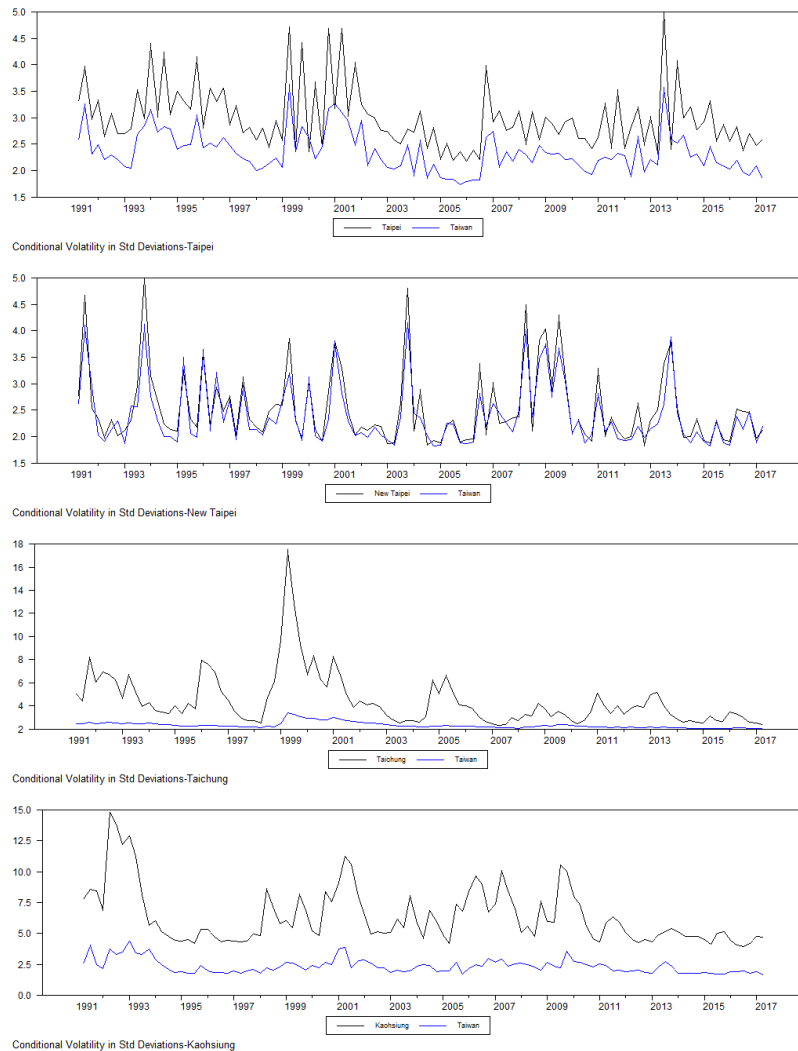 5.0
4.5
4.0
3.5
3.0
2.5
2.0
1.5
1991 1993 1995 1997 1999 2001 2003 2005 2007 2009 2011 2013 2015 2017
Taipei Taiwan
Conditional Volatility in Std Deviations-Taipei
5.0
4.5
4.0
3.5
3.0
2.5
2.0
1.5
1991 1993 1995 1997 1999 2001 2003 2005 2007 2009 2011 2013 2015 2017
New Taipei Taiwan
Conditional Volatility in Std Deviations-New Taipei
18
16
14
12
10
8
6
4
2
1991 1993 1995 1997 1999 2001 2003 2005 2007 2009 2011 2013 2015 2017
Taichung Taiwan
Conditional Volatility in Std Deviations-Taichung
15.0
12.5
10.0
7.5
5.0
2.5
0.0
1991 1993 1995 1997 1999 2001 2003 2005 2007 2009 2011 2013 2015 2017
Kaohsiung Taiwan
Conditional Volatility in Std Deviations-Kaohsiung